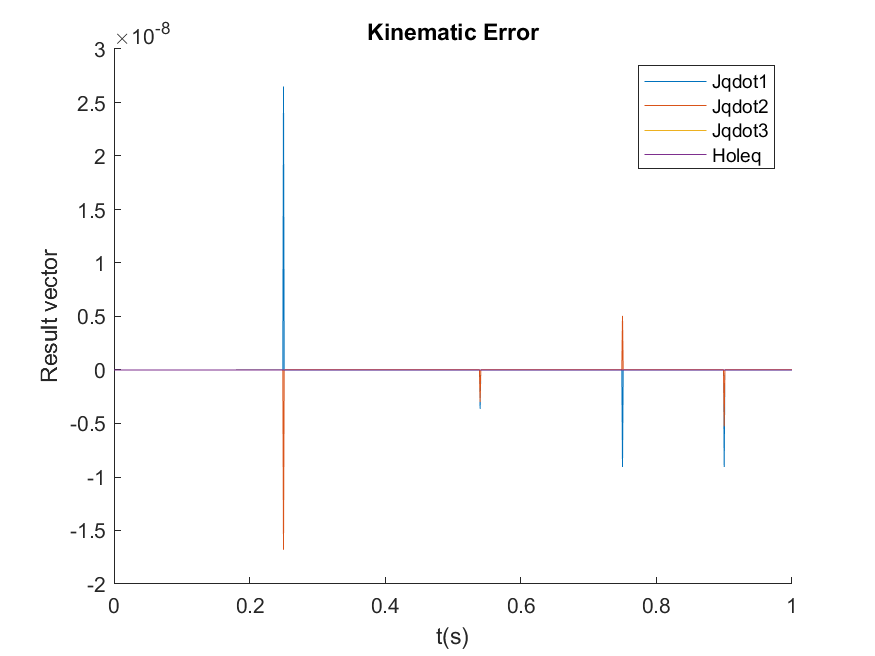 Kinematic Error
×10-8
3
2.5
2
1.5
1
0.5
0
-0.5
-1
-1.5
-2
0 0.2 0.4 0.6 0.8 1
t(s)
Result vector
Jqdot1
Jqdot2
Jqdot3
Holeq